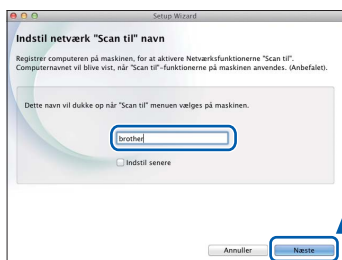 Setup Wizard
Indstil netværk "Scan til" navn
Registrer computeren på maskinen, for at aktivere Netværksfunktionerne "Scan til".
Computernavnet vil blive vist, når "Scan til"-funktionerne på maskinen anvendes. (Anbefalet).
Dette navn vil dukke op når "Scan til" menuen vælges på maskinen.
brother
Indstil senere
Annuller
Næste